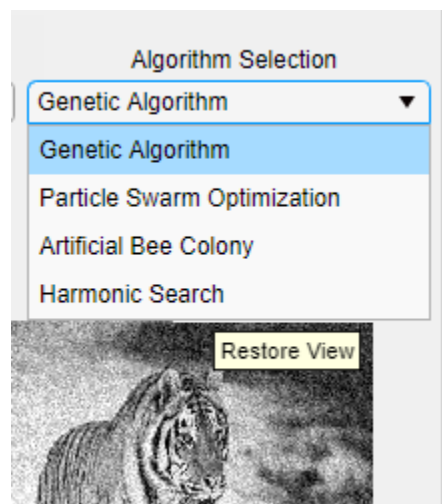 Algorithm Selection
Genetic Algorithm
Genetic Algorithm
Particle Swarm Optimization
Artificial Bee Colony
Harmonic Search
Restore View